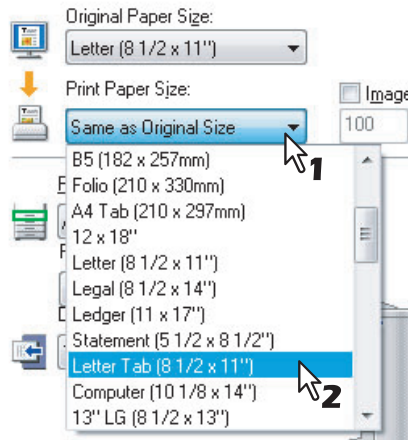 Original Paper Size:
Letter (8 1/2 x 11")
Print Paper Size:
Image
Same as Original Size
100
1
B5 (182 x 257mm)
Folio (210 x 330mm)
A4 Tab (210 x 297mm)
12 x 18"
Letter (8 1/2 x 11")
Legal (8 1/2 x 14")
Ledger (11 x 17")
Statement (5 1/2 x 8 1/2")
Letter Tab (8 1/2 x 11")
2
Computer (10 1/8 x 14")
13" LG (8 1/2 x 13")